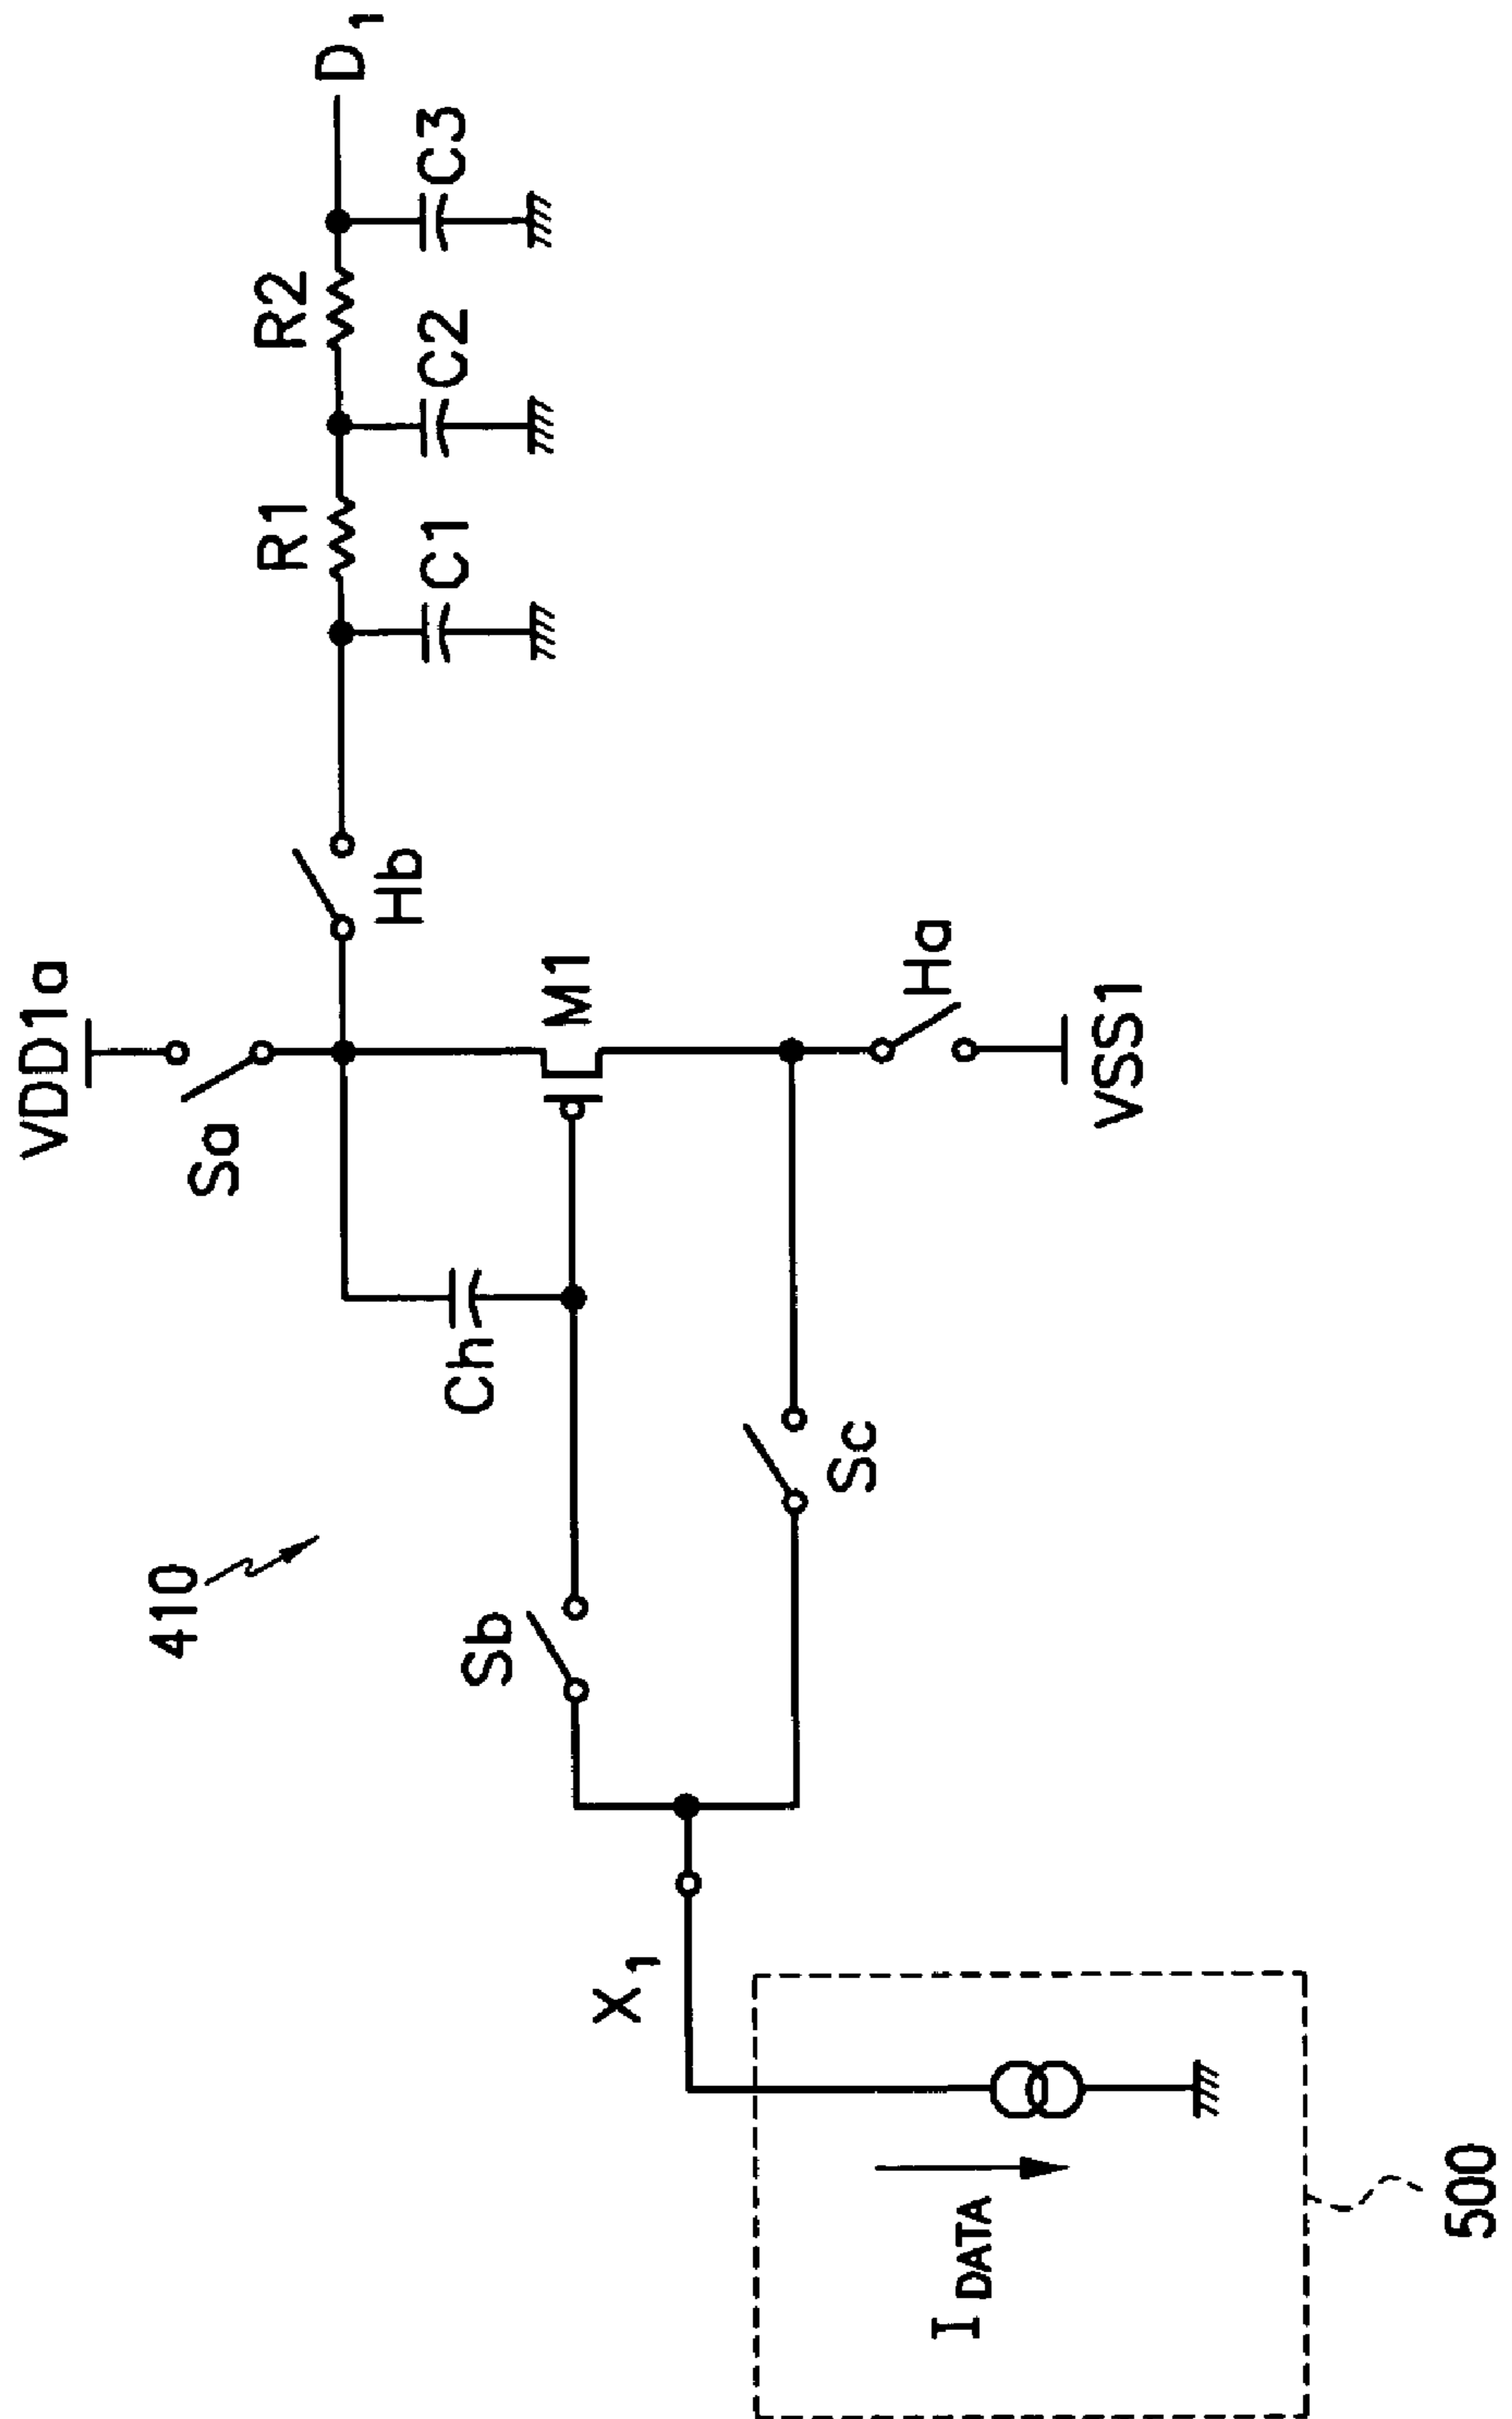 VDD1a
410
Sa
Hb
R1
R2
D1
Sb
Ch
M1
C1
C2
C3
X1
Sc
Ha
IDATA
VSS1
500